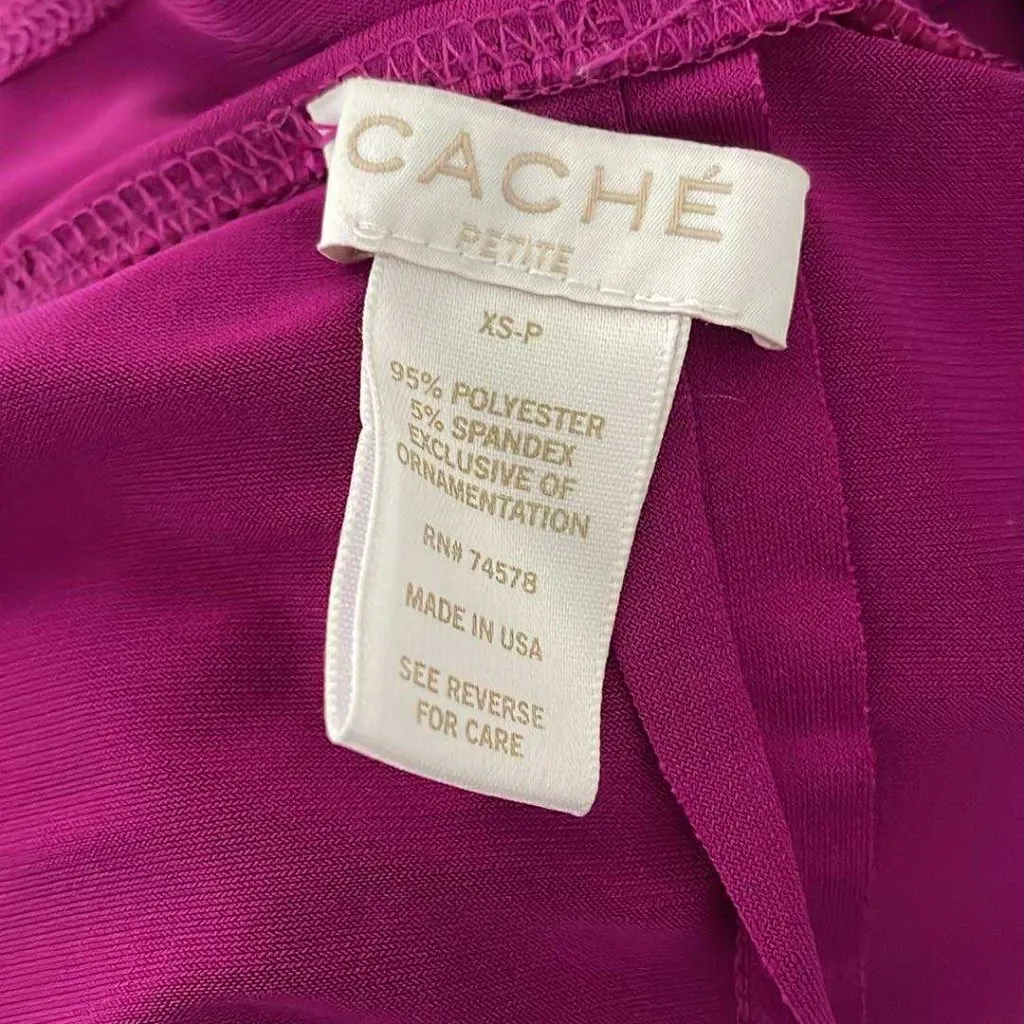 CACHÉ
PETITE
XS-P
95% POLYESTER
5% SPANDEX
EXCLUSIVE OF
ORNAMENTATION
RN# 74578
MADE IN USA
SEE REVERSE
FOR CARE